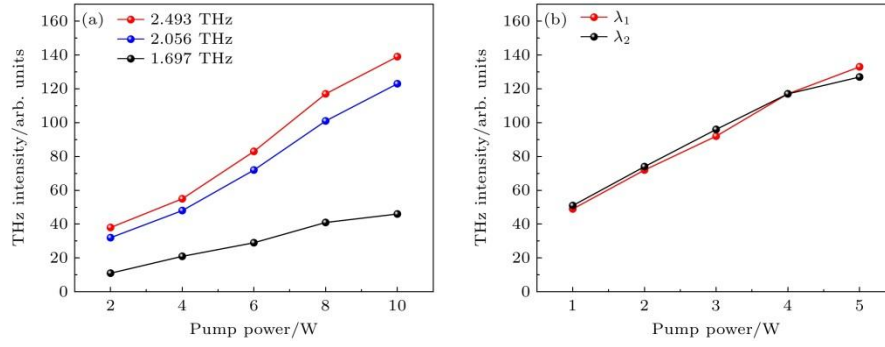 (a)
2.493 THz
2.056 THz
1.697 THz
THz intensity/arb. units
160
140
120
100
80
60
40
20
0
2 4 6 8 10
Pump power/W
(b)
λ1
λ2
THz intensity/arb. units
160
140
120
100
80
60
40
20
0
1 2 3 4 5
Pump power/W